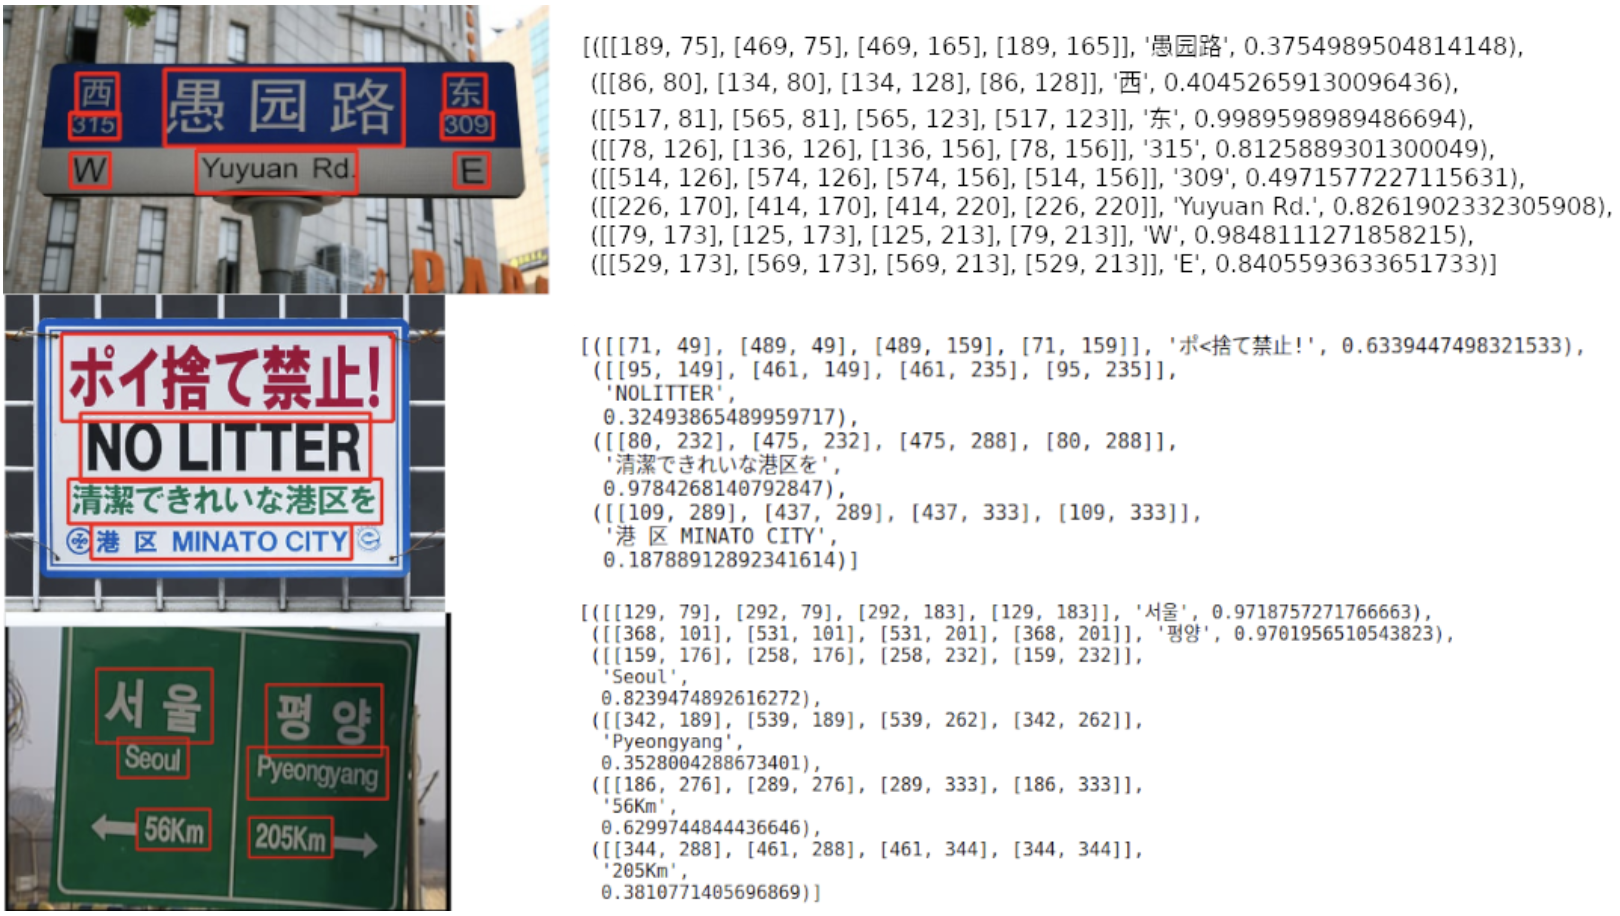 西 愚园路 东
315 309
W Yuyuan Rd. E
PAR
[([[189, 75], [469, 75], [469, 165], [189, 165]], '愚园路', 0.3754989504814148),
([[86, 80], [134, 80], [134, 128], [86, 128]], '西', 0.40452659130096436),
([[517, 81], [565, 81], [565, 123], [517, 123]], '东', 0.9989598989486694),
([[78, 126], [136, 126], [136, 156], [78, 156]], '315', 0.8125889301300049),
([[514, 126], [574, 126], [574, 156], [514, 156]], '309', 0.4971577227115631),
([[226, 170], [414, 170], [414, 220], [226, 220]], 'Yuyuan Rd.', 0.8261902332305908),
([[79, 173], [125, 173], [125, 213], [79, 213]], 'W', 0.9848111271858215),
([[529, 173], [569, 173], [569, 213], [529, 213]], 'E', 0.8405593633651733)]
ポイ捨て禁止!
NO LITTER
清潔できれいな港区を
港 区 MINATO CITY
[([[71, 49], [489, 49], [489, 159], [71, 159]], 'ポ<捨て禁止!', 0.6339447498321533),
([[95, 149], [461, 149], [461, 235], [95, 235]],
'NOLITTER',
0.32493865489959717),
([[80, 232], [475, 232], [475, 288], [80, 288]],
'清潔できれいな港区を',
0.9784268140792847),
([[109, 289], [437, 289], [437, 333], [109, 333]],
'港 区 MINATO CITY',
0.18788912892341614)]
서울 평양
Seoul Pyeongyang
56Km 205Km
[([[129, 79], [292, 79], [292, 183], [129, 183]], '서울', 0.9718757271766663),
([[368, 101], [531, 101], [531, 201], [368, 201]], '평양', 0.9701956510543823),
([[159, 176], [258, 176], [258, 232], [159, 232]],
'Seoul',
0.8239474892616272),
([[342, 189], [539, 189], [539, 262], [342, 262]],
'Pyeongyang',
0.3528004288673401),
([[186, 276], [289, 276], [289, 333], [186, 333]],
'56Km',
0.6299744844436646),
([[344, 288], [461, 288], [461, 344], [344, 344]],
'205Km',
0.3810771405696869)]